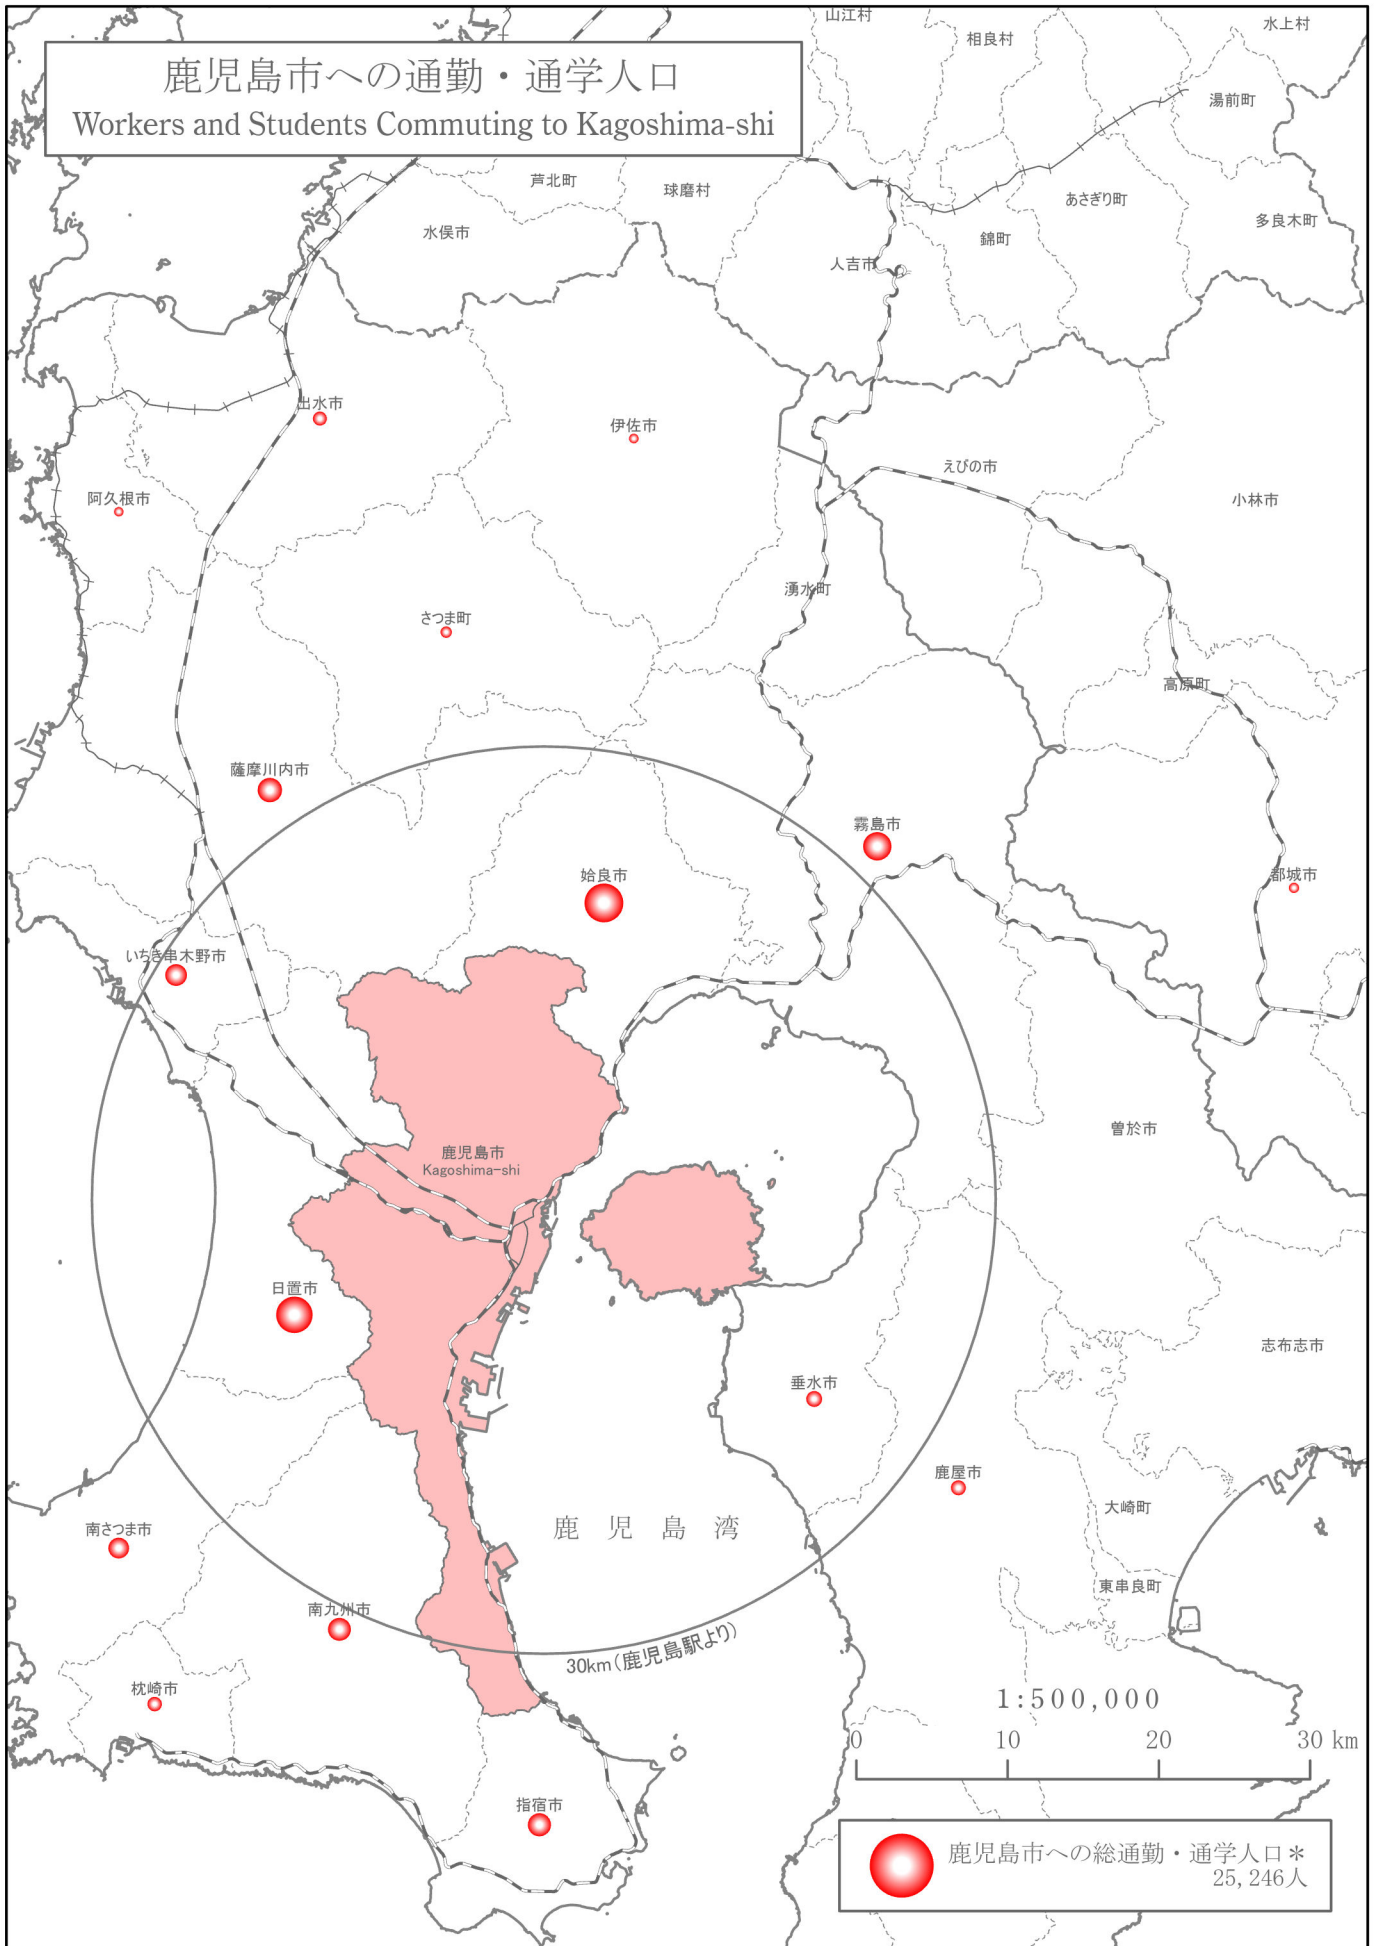 山江村
相良村
水上村
鹿児島市への通勤・通学人口
Workers and Students Commuting to Kagoshima-shi
湯前町
芦北町
球磨村
あさぎり町
多良木町
水俣市
錦町
人吉市
出水市
伊佐市
えびの市
小林市
阿久根市
湧水町
さつま町
高原町
薩摩川内市
霧島市
姶良市
都城市
いちき串木野市
曽於市
鹿児島市
Kagoshima-shi
日置市
志布志市
垂水市
鹿屋市
大崎町
南さつま市
鹿児島湾
東串良町
南九州市
30km(鹿児島駅より)
枕崎市
1:500,000
0 10 20 30 km
指宿市
鹿児島市への総通勤・通学人口＊
25,246人